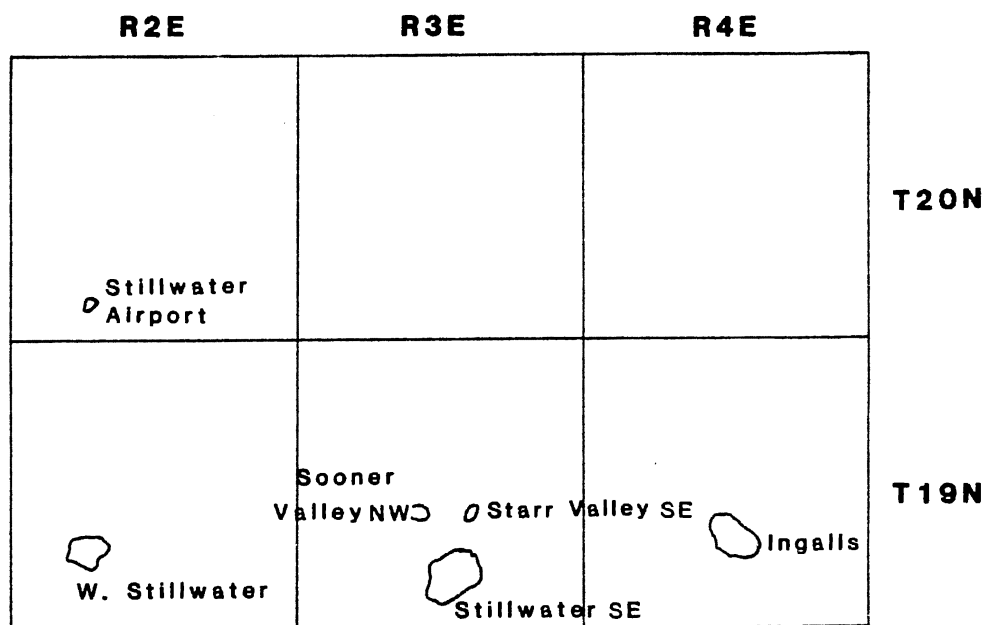 R2E R3E R4E
T20N
Stillwater
Airport
Sooner
Valley NW
Starr Valley SE
T19N
Ingalls
W. Stillwater
Stillwater SE